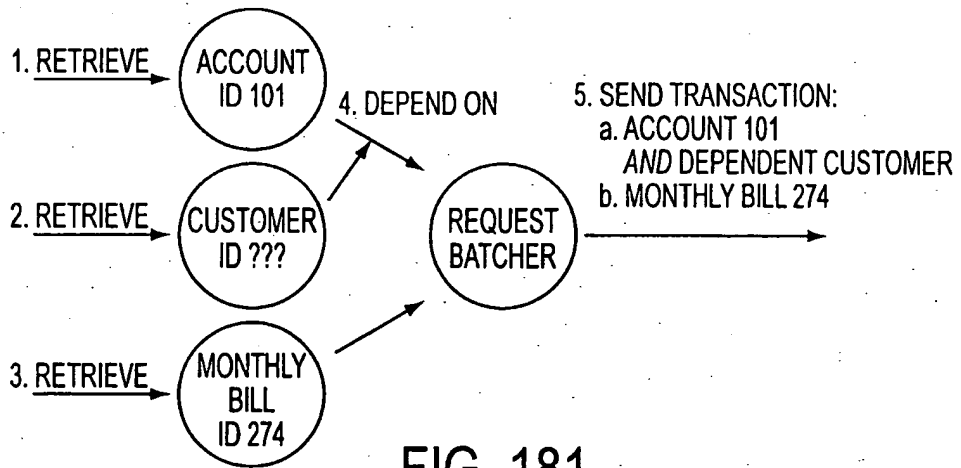 1. RETRIEVE
ACCOUNT
ID 101
4. DEPEND ON
2. RETRIEVE
CUSTOMER
ID ???
REQUEST
BATCHER
5. SEND TRANSACTION:
a. ACCOUNT 101
AND DEPENDENT CUSTOMER
b. MONTHLY BILL 274
3. RETRIEVE
MONTHLY
BILL
ID 274
FIG. 181